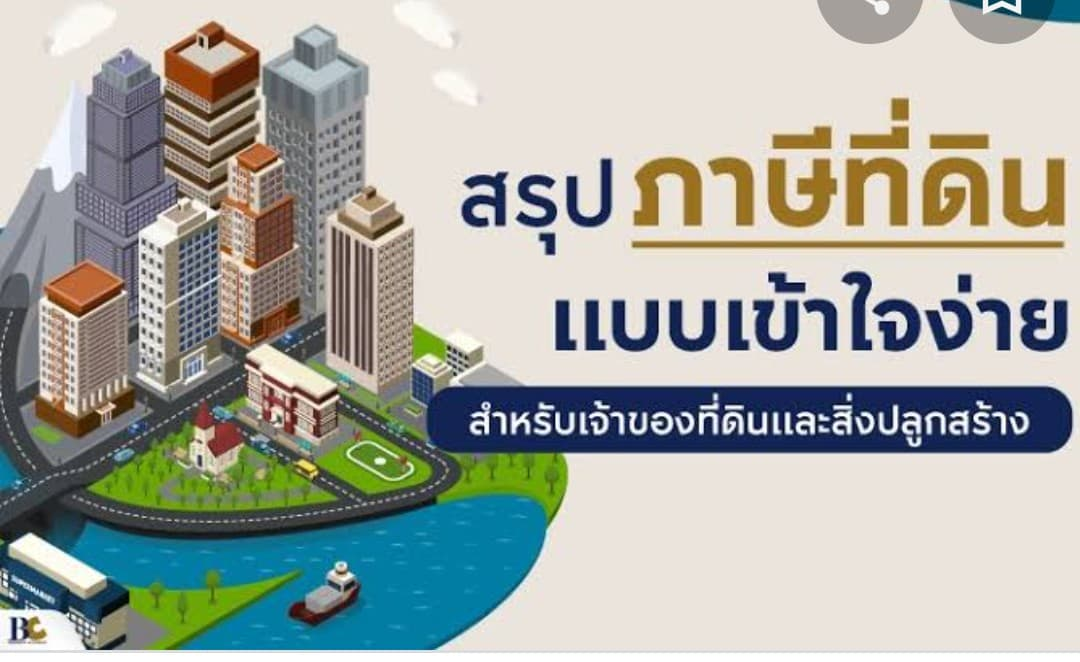 สรุป ภาษีที่ดิน
แบบเข้าใจง่าย
สำหรับเจ้าของที่ดินและสิ่งปลูกสร้าง
SUPERMARKET
BC